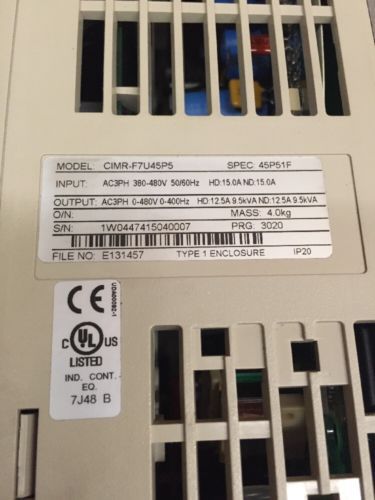 MODEL: CIMR-F7U45P5 SPEC: 45P51F
INPUT: AC3PH 380-480V 50/60Hz HD:15.0A ND:15.0A
OUTPUT: AC3PH 0-480V 0-400Hz HD:12.5A 9.5kVA ND:12.5A 9.5kVA
O/N: MASS: 4.0kg
S/N: 1W0447415040007 PRG: 3020
FILE NO: E131457 TYPE 1 ENCLOSURE IP20
CE
C UL US
LISTED
IND. CONT.
EQ.
7J48 B